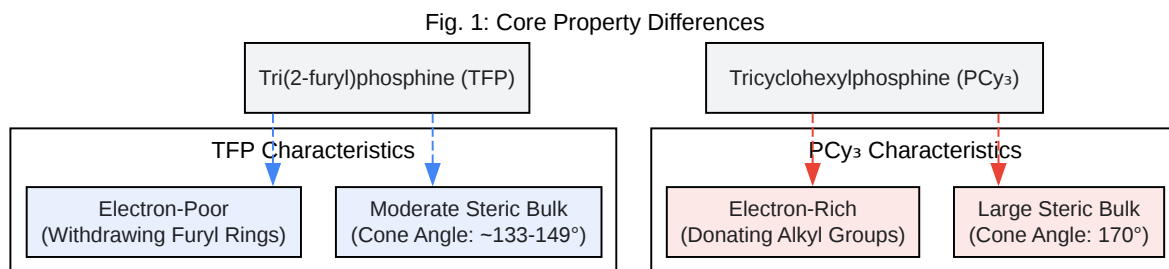 Fig. 1: Core Property Differences
Tri(2-furyl)phosphine (TFP)
Tricyclohexylphosphine (PCy₃)
TFP Characteristics
PCy₃ Characteristics
Electron-Poor
(Withdrawing Furyl Rings)
Moderate Steric Bulk
(Cone Angle: ~133-149°)
Electron-Rich
(Donating Alkyl Groups)
Large Steric Bulk
(Cone Angle: 170°)